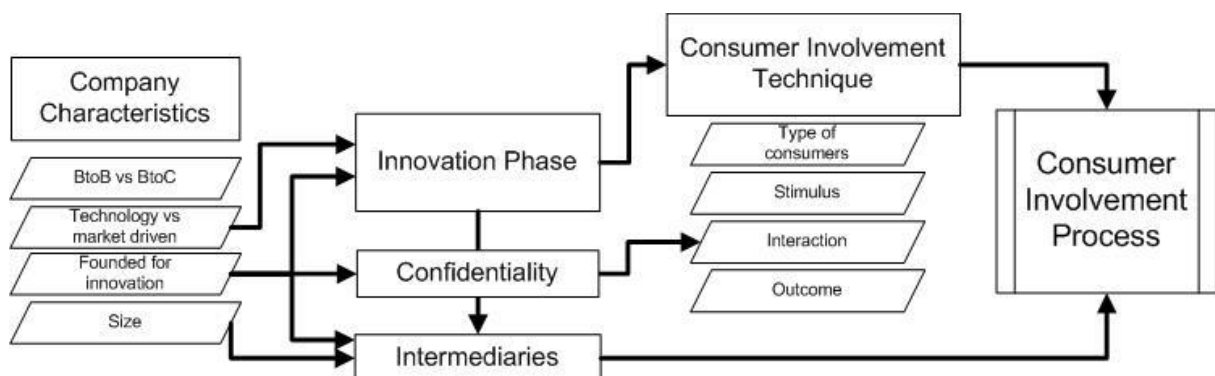 Company
Characteristics
BtoB vs BtoC
Technology vs
market driven
Founded for
innovation
Size
Innovation Phase
Confidentiality
Intermediaries
Consumer Involvement
Technique
Type of
consumers
Stimulus
Interaction
Outcome
Consumer
Involvement
Process